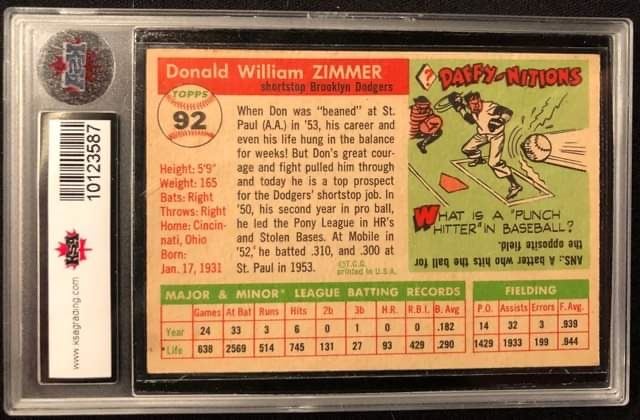 KSA
10123587
KSA
www.ksagrading.com
Donald William ZIMMER
shortstop Brooklyn Dodgers
TOPPS
92
Height: 5'9"
Weight: 165
Bats: Right
Throws: Right
Home: Cincin-
nati, Ohio
Born:
Jan. 17, 1931
When Don was "beaned" at St.
Paul (A.A.) in '53, his career and
even his life hung in the balance
for weeks! But Don's great cour-
age and fight pulled him through
and today he is a top prospect
for the Dodgers' shortstop job. In
'50, his second year in pro ball,
he led the Pony League in HR's
and Stolen Bases. At Mobile in
'52,' he batted .310, and .300 at
St. Paul in 1953.
©T.C.G.
printed in U.S.A.
? DAFFY-NITIONS
WHAT IS A "PUNCH
HITTER" IN BASEBALL?
ANS.: A batter who hits the ball for
the opposite field.
MAJOR & MINOR* LEAGUE BATTING RECORDS
Games At Bat Runs Hits 2b 3b H.R. R.B.I. B. Avg
Year 24 33 3 6 0 1 0 0 .182
*Life 638 2569 514 745 131 27 93 429 .290
FIELDING
P.O. Assists Errors F. Avg.
14 32 3 .939
1429 1933 199 .944